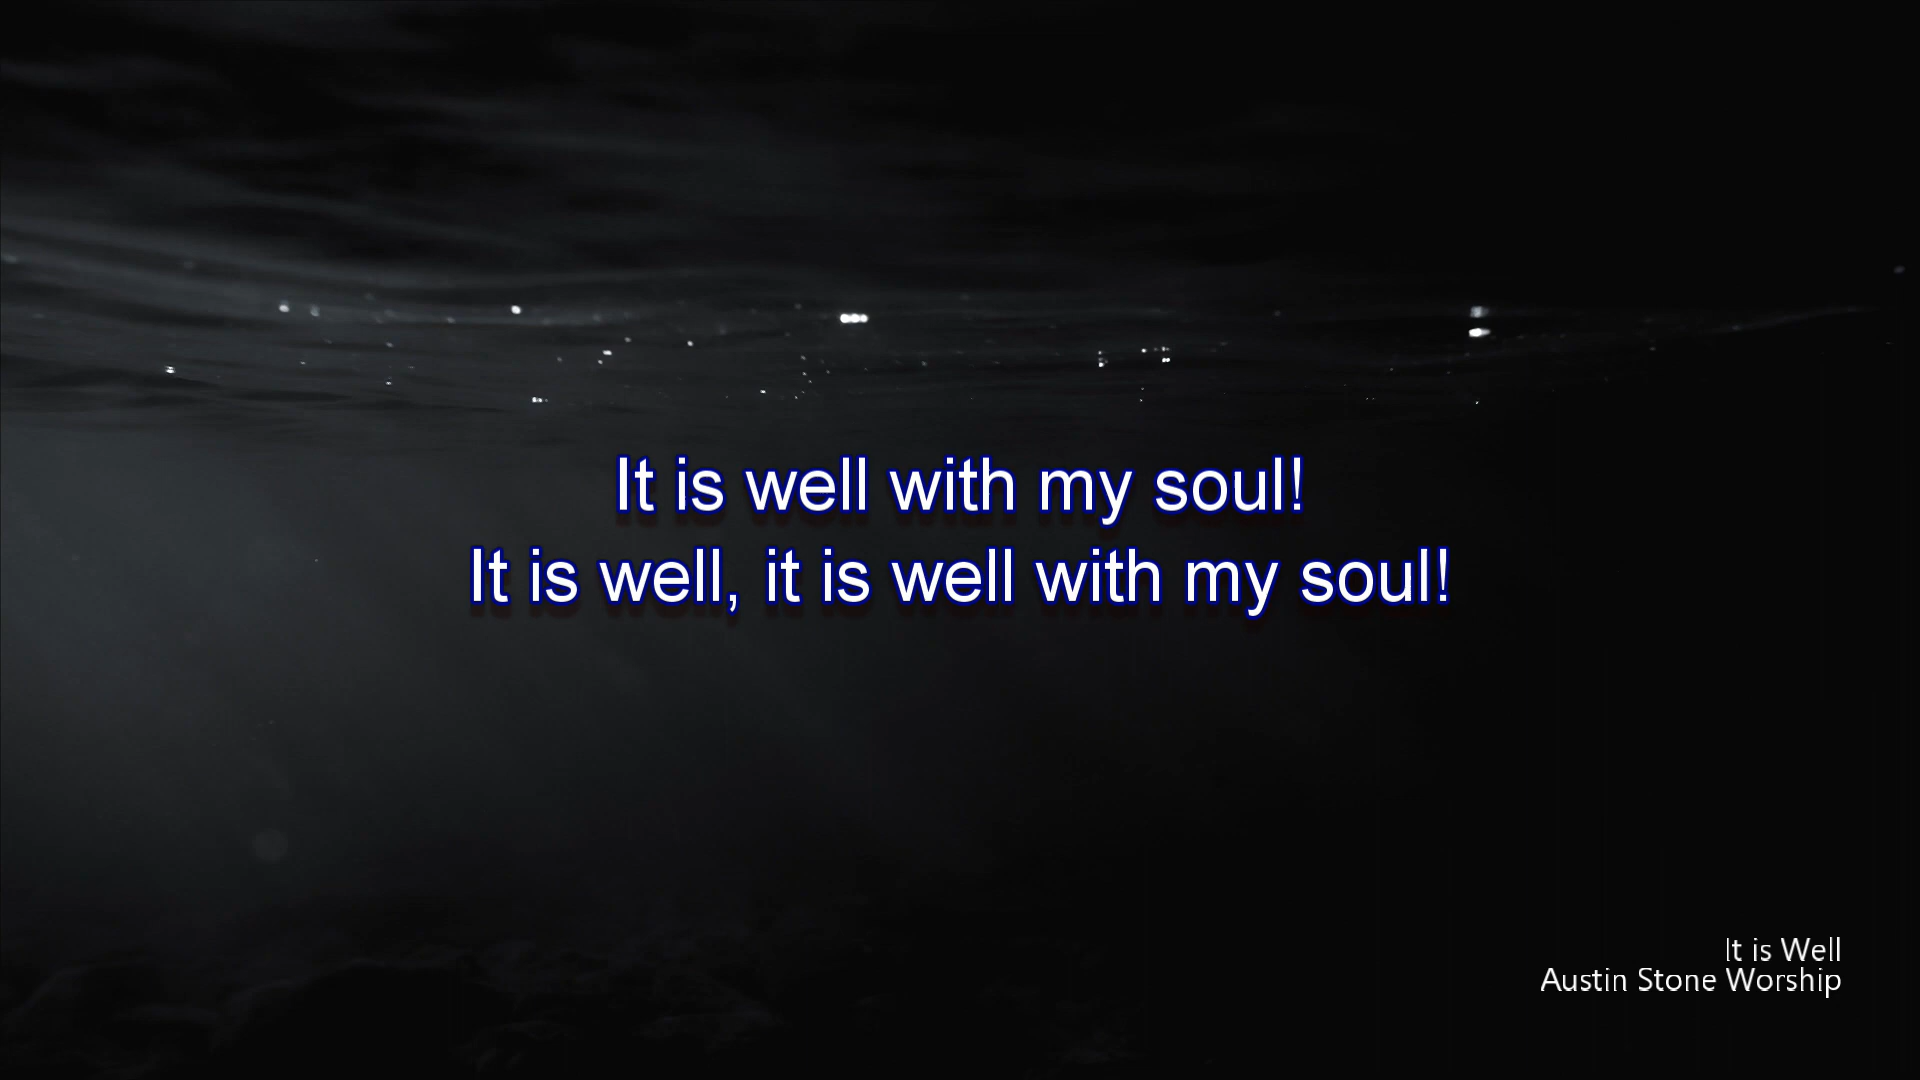 It is well with my soul!
It is well, it is well with my soul!
It is Well
Austin Stone Worship